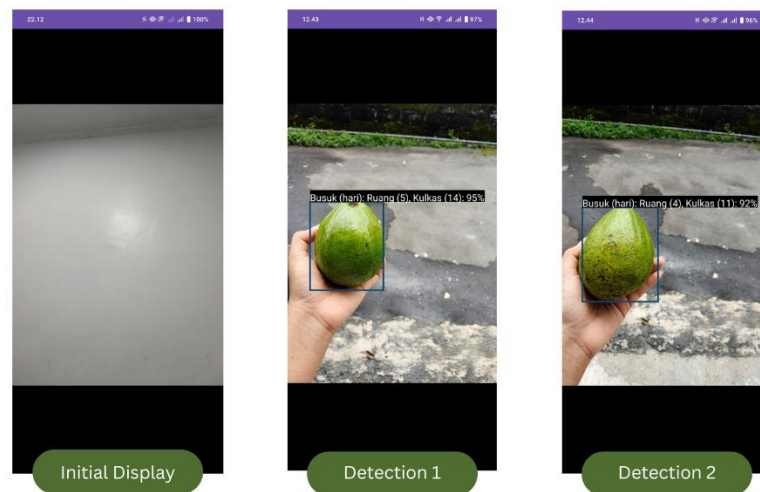 22.12
100%
12.43
97%
12.44
96%
Busuk (hari): Ruang (5), Kulkas (14): 95%
Busuk (hari): Ruang (4), Kulkas (11): 92%
Initial Display
Detection 1
Detection 2